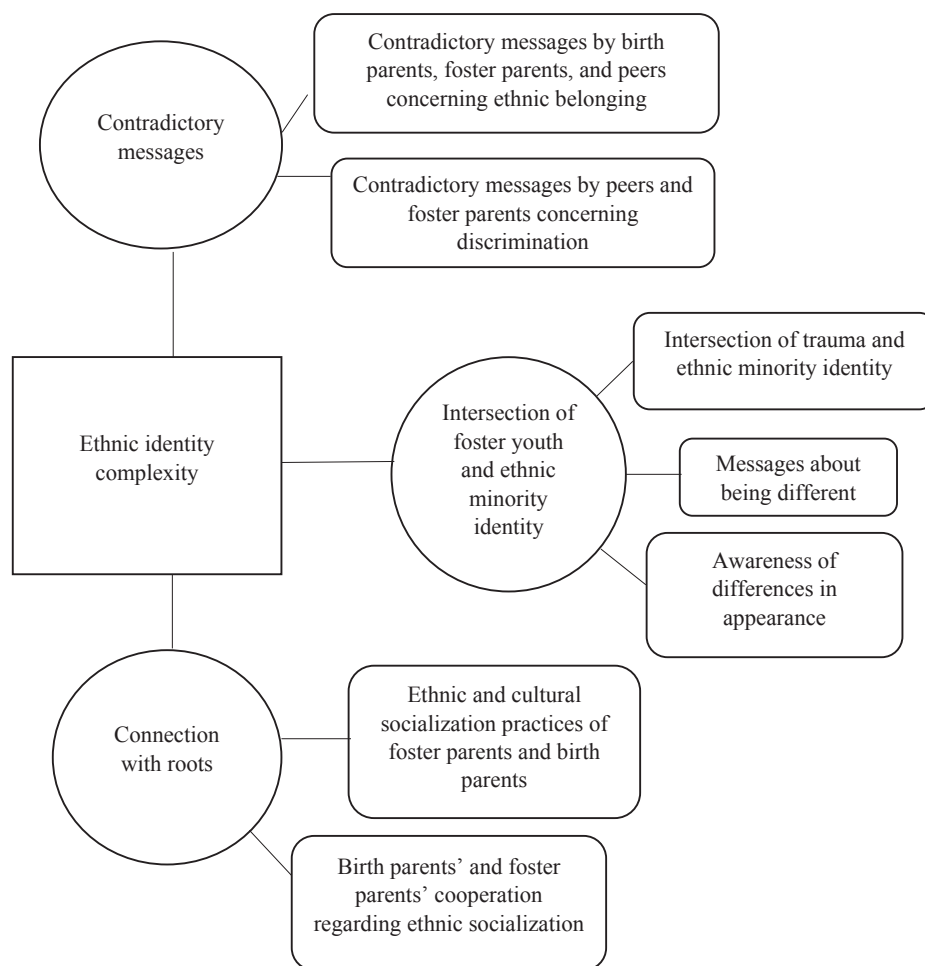 Contradictory messages by birth
parents, foster parents, and peers
concerning ethnic belonging
Contradictory
messages
Contradictory messages by peers and
foster parents concerning
discrimination
Intersection of trauma and
ethnic minority identity
Ethnic identity
complexity
Intersection of
foster youth
and ethnic
minority
identity
Messages about
being different
Awareness of
differences in
appearance
Ethnic and cultural
socialization practices of
foster parents and birth
parents
Connection
with roots
Birth parents’ and foster
parents’ cooperation
regarding ethnic socialization